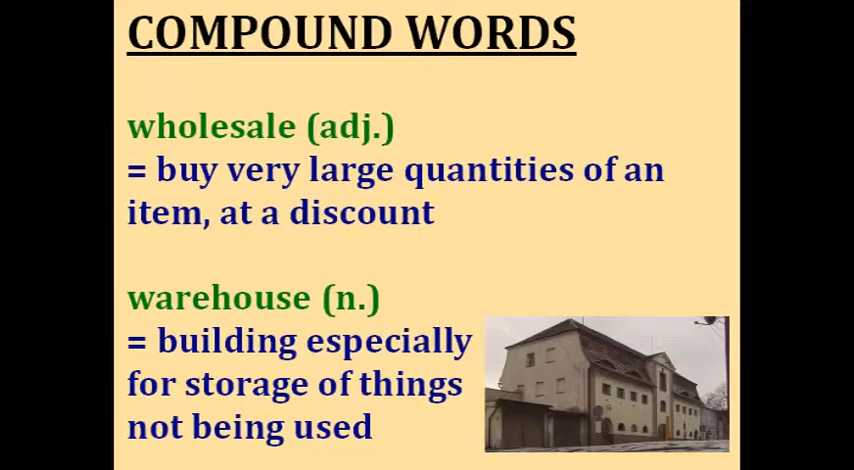 COMPOUND WORDS
wholesale (adj.)
= buy very large quantities of an
item, at a discount
warehouse (n.)
= building especially
for storage of things
not being used